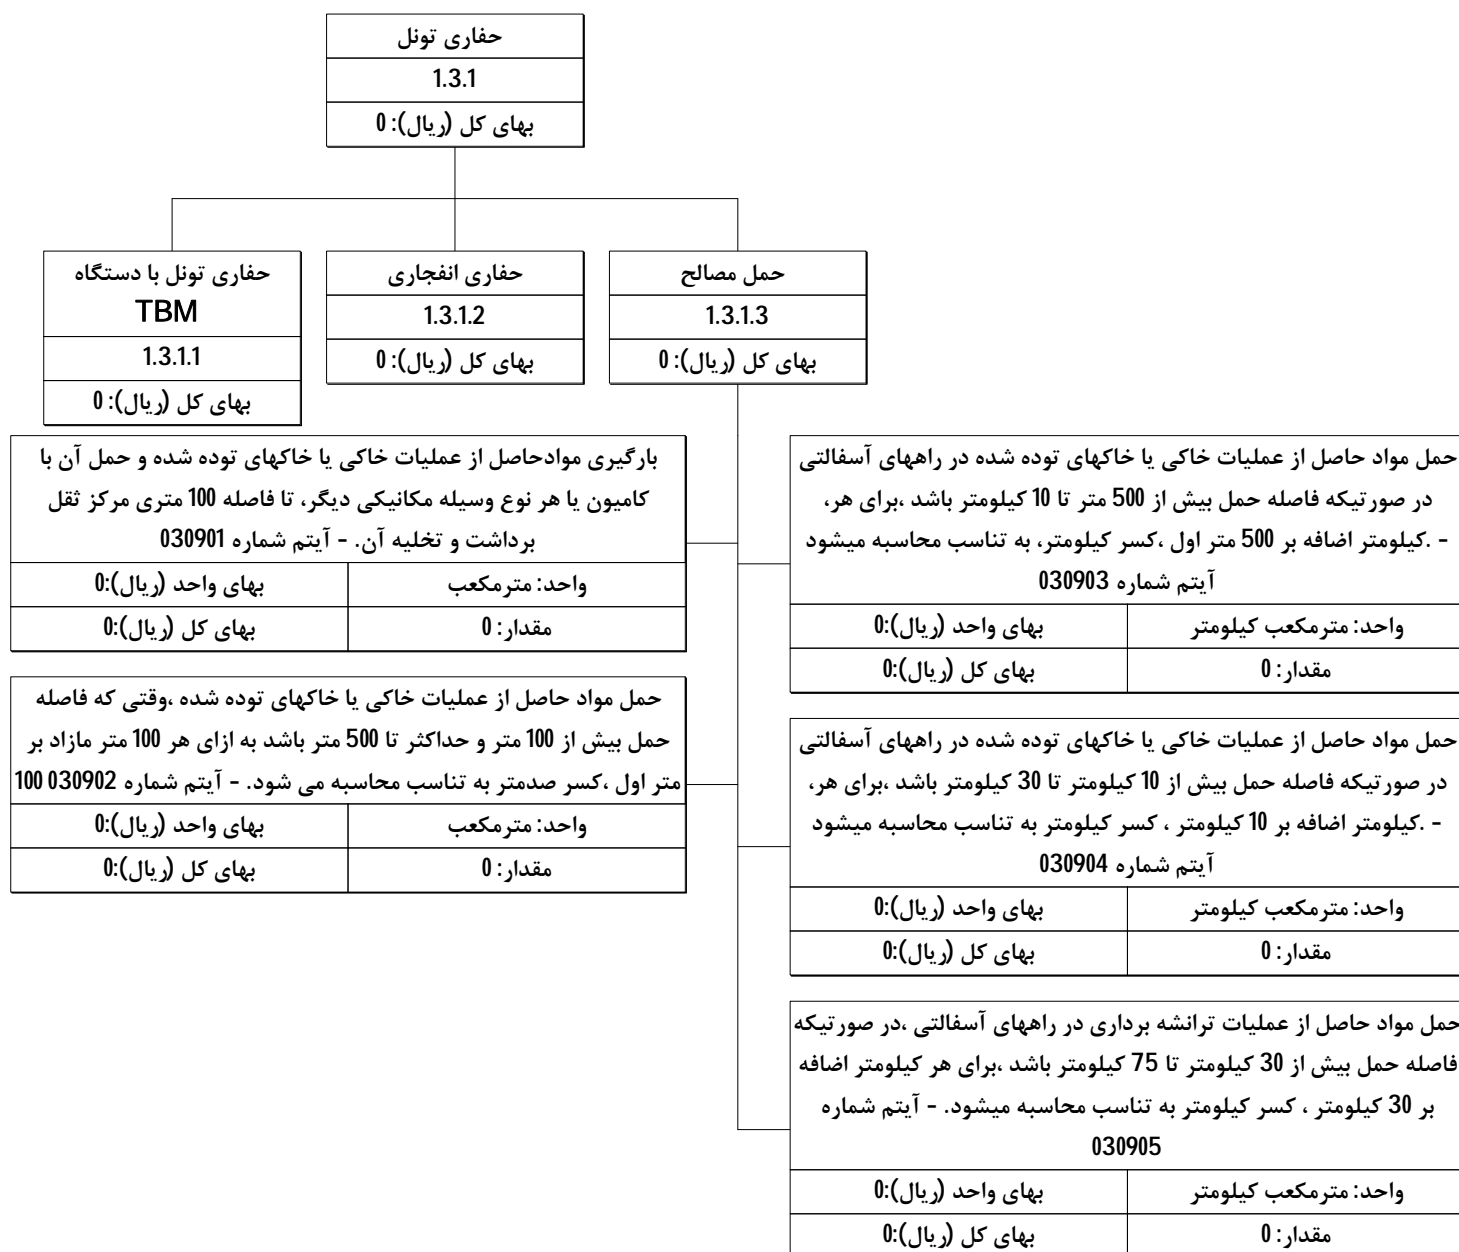 حفاری تونل
1.3.1
بهای کل (ریال): 0
حمل مصالح
1.3.1.3
بهای کل (ریال): 0
حفاری انفجاری
1.3.1.2
بهای کل (ریال): 0
حفاری تونل با دستگاه
TBM
1.3.1.1
بهای کل (ریال): 0
حمل مواد حاصل از عملیات خاکی یا خاکهای توده شده در راههای آسفالتی
در صورتیکه فاصله حمل بیش از 500 متر تا 10 کیلومتر باشد ،برای هر،
کیلومتر اضافه بر 500 متر اول ،کسر کیلومتر، به تناسب محاسبه میشود. -
آیتم شماره 030903
واحد: مترمکعب کیلومتر
بهای واحد (ریال):0
مقدار: 0
بهای کل (ریال):0
بارگیری موادحاصل از عملیات خاکی یا خاکهای توده شده و حمل آن با
کامیون یا هر نوع وسیله مکانیکی دیگر، تا فاصله 100 متری مرکز ثقل
برداشت و تخلیه آن. - آیتم شماره 030901
واحد: مترمکعب
بهای واحد (ریال):0
مقدار: 0
بهای کل (ریال):0
حمل مواد حاصل از عملیات خاکی یا خاکهای توده شده در راههای آسفالتی
در صورتیکه فاصله حمل بیش از 10 کیلومتر تا 30 کیلومتر باشد ،برای هر،
کیلومتر اضافه بر 10 کیلومتر ، کسر کیلومتر به تناسب محاسبه میشود. -
آیتم شماره 030904
واحد: مترمکعب کیلومتر
بهای واحد (ریال):0
مقدار: 0
بهای کل (ریال):0
حمل مواد حاصل از عملیات خاکی یا خاکهای توده شده ،وقتی که فاصله
حمل بیش از 100 متر و حداکثر تا 500 متر باشد به ازای هر 100 متر مازاد بر
100 متر اول ،کسر صدمتر به تناسب محاسبه می شود. - آیتم شماره 030902
واحد: مترمکعب
بهای واحد (ریال):0
مقدار: 0
بهای کل (ریال):0
حمل مواد حاصل از عملیات ترانشه برداری در راههای آسفالتی ،در صورتیکه
فاصله حمل بیش از 30 کیلومتر تا 75 کیلومتر باشد ،برای هر کیلومتر اضافه
بر 30 کیلومتر ، کسر کیلومتر به تناسب محاسبه میشود. - آیتم شماره
030905
واحد: مترمکعب کیلومتر
بهای واحد (ریال):0
مقدار: 0
بهای کل (ریال):0